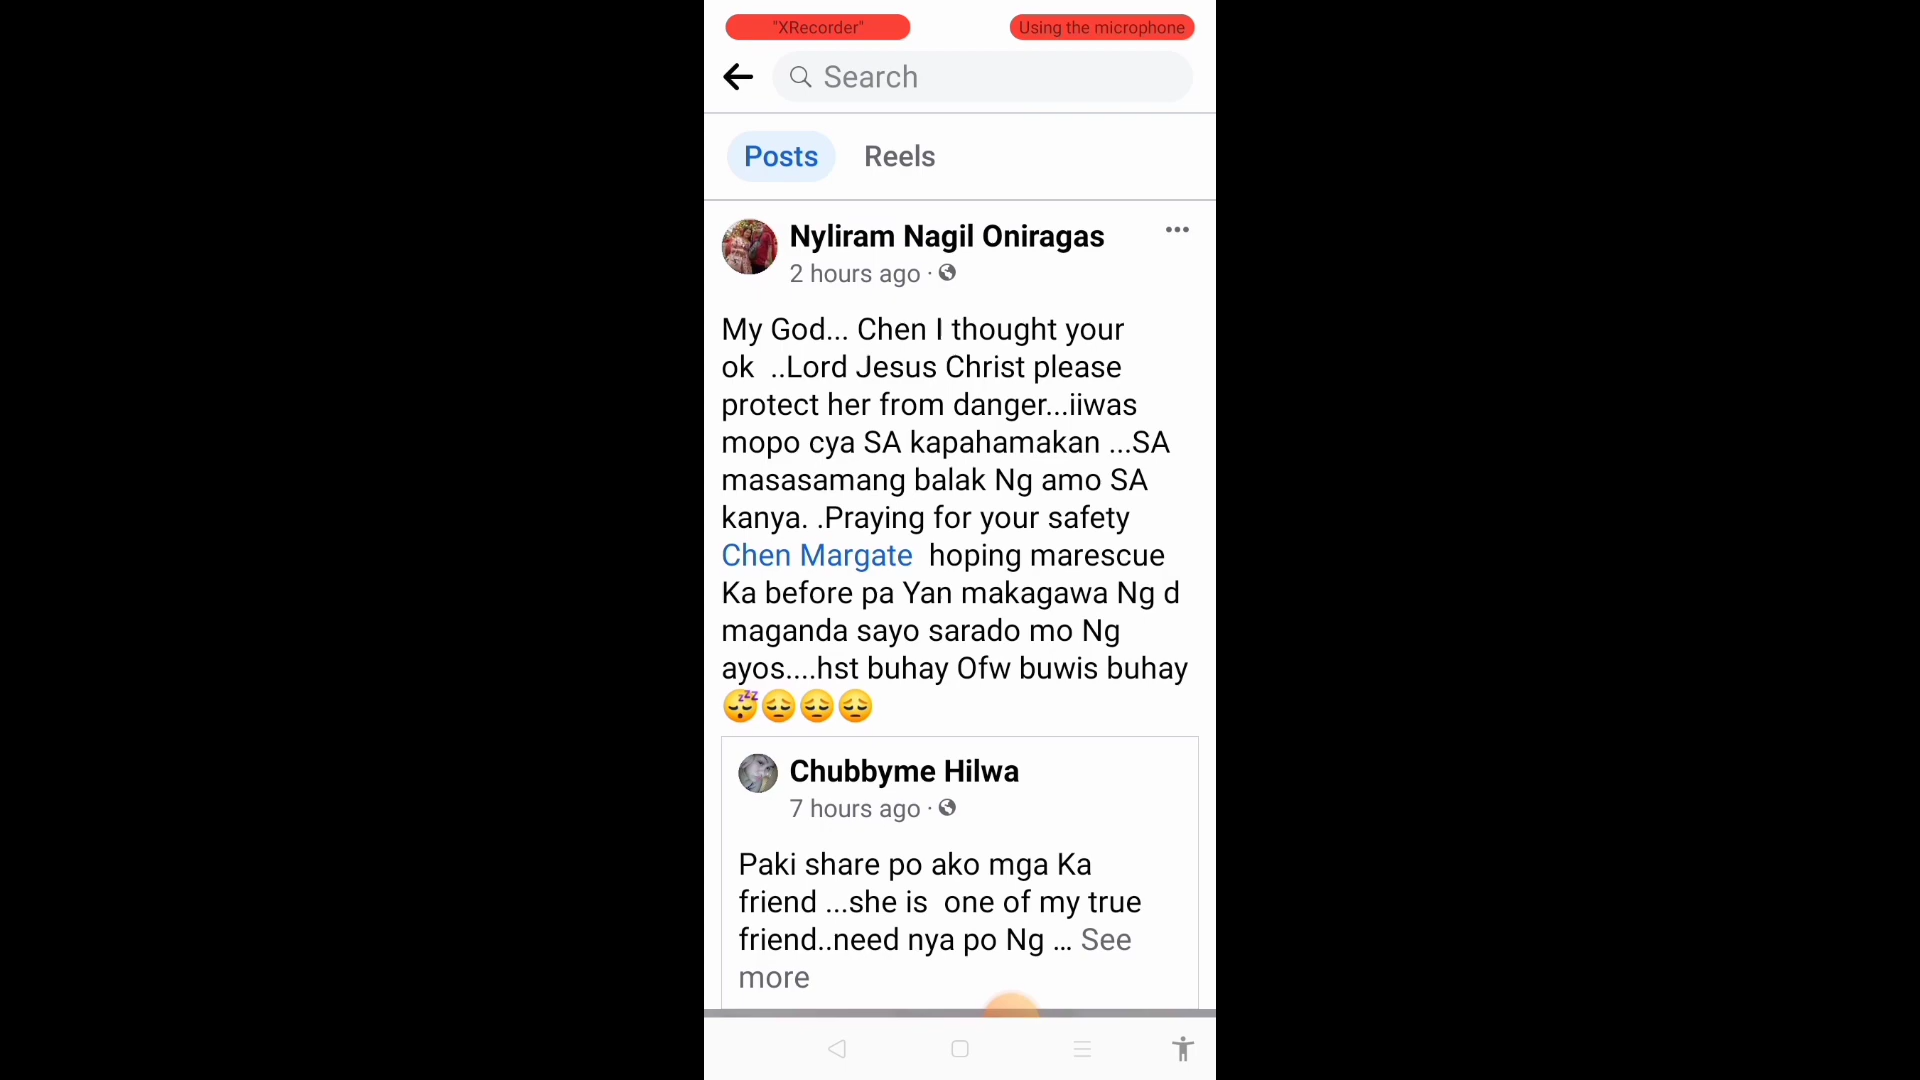 "XRecorder"
Using the microphone
Search
Posts
Reels
Nyliram Nagil Oniragas
2 hours ago ·
My God... Chen I thought your
ok ..Lord Jesus Christ please
protect her from danger...iiwas
mopo cya SA kapahamakan ...SA
masasamang balak Ng amo SA
kanya. .Praying for your safety
Chen Margate hoping marescue
Ka before pa Yan makagawa Ng d
maganda sayo sarado mo Ng
ayos....hst buhay Ofw buwis buhay
😴😔😔😔
Chubbyme Hilwa
7 hours ago ·
Paki share po ako mga Ka
friend ...she is one of my true
friend..need nya po Ng ... See
more